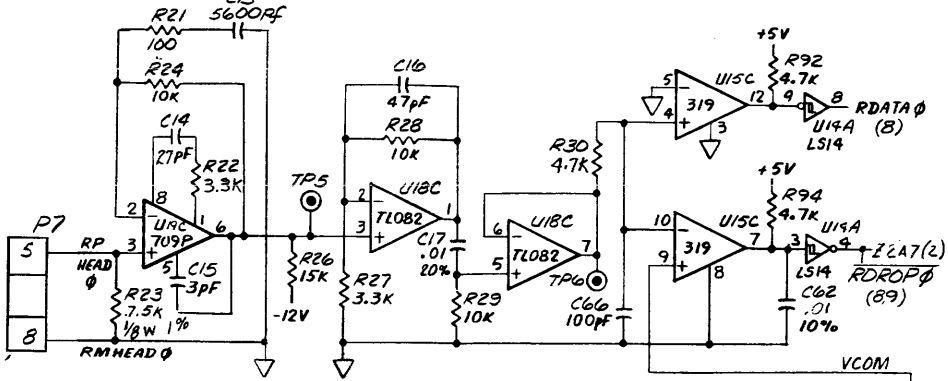 5600Pf
R21
100
R24
10K
C14
27PF
R22
3.3K
8
2
1
6
3
5
U19C
709P
P7
5
8
RP
HEAD
Ø
R23
7.5K
1/8W 1%
RMHEADØ
C15
3PF
TP5
R26
15K
-12V
C16
47PF
R28
10K
U18C
2
3
1
TL082
R27
3.3K
C17
.01
20%
R29
10K
U18C
6
5
7
TL082
TP6
R30
4.7K
C66
100PF
U15C
5
4
319
12
3
+5V
R92
4.7K
9
8
U14A
LS14
RDATAØ
(8)
U15C
10
9
319
7
8
+5V
R94
4.7K
U14A
3
4
LS14
RDROPØ
(89)
C62
.01
10%
VCOM